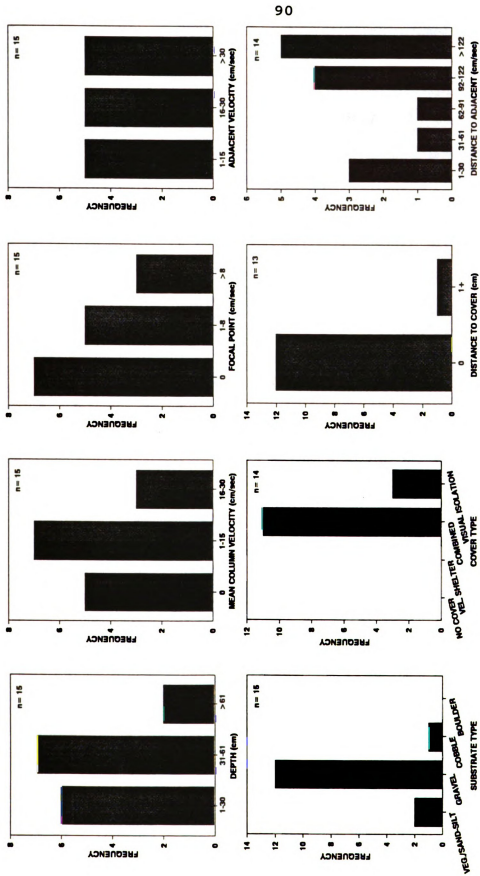 90
n= 15
8
6
4
2
0
FREQUENCY
1-30
31-61
>61
DEPTH (cm)
n= 15
8
6
4
2
0
FREQUENCY
0
1-15
16-30
MEAN COLUMN VELOCITY (cm/sec)
n= 15
8
6
4
2
0
FREQUENCY
0
1-8
>8
FOCAL POINT (cm/sec)
n= 15
8
6
4
2
0
FREQUENCY
1-15
16-30
>30
ADJACENT VELOCITY (cm/sec)
n= 15
14
12
10
8
6
4
2
0
FREQUENCY
VEG./SAND-SILT
GRAVEL
COBBLE
BOULDER
SUBSTRATE TYPE
n= 14
14
12
10
8
6
4
2
0
FREQUENCY
NO COVER
VEL. SHELTER
COMBINED
VISUAL ISOLATION
COVER TYPE
n= 13
14
12
10
8
6
4
2
0
FREQUENCY
0
1+
DISTANCE TO COVER (cm)
n= 14
6
5
4
3
2
1
0
FREQUENCY
1-30
31-61
62-91
92-122
>122
DISTANCE TO ADJACENT (cm/sec)